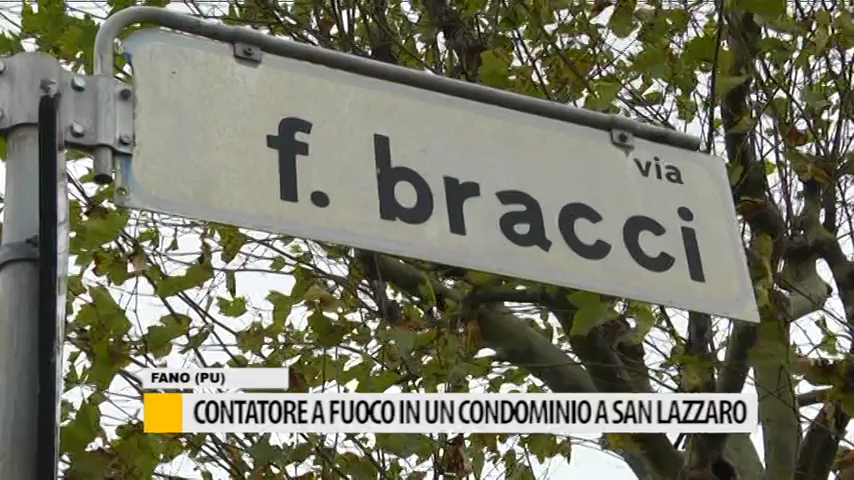 via
f. bracci
FANO (PU)
CONTATORE A FUOCO IN UN CONDOMINIO A SAN LAZZARO